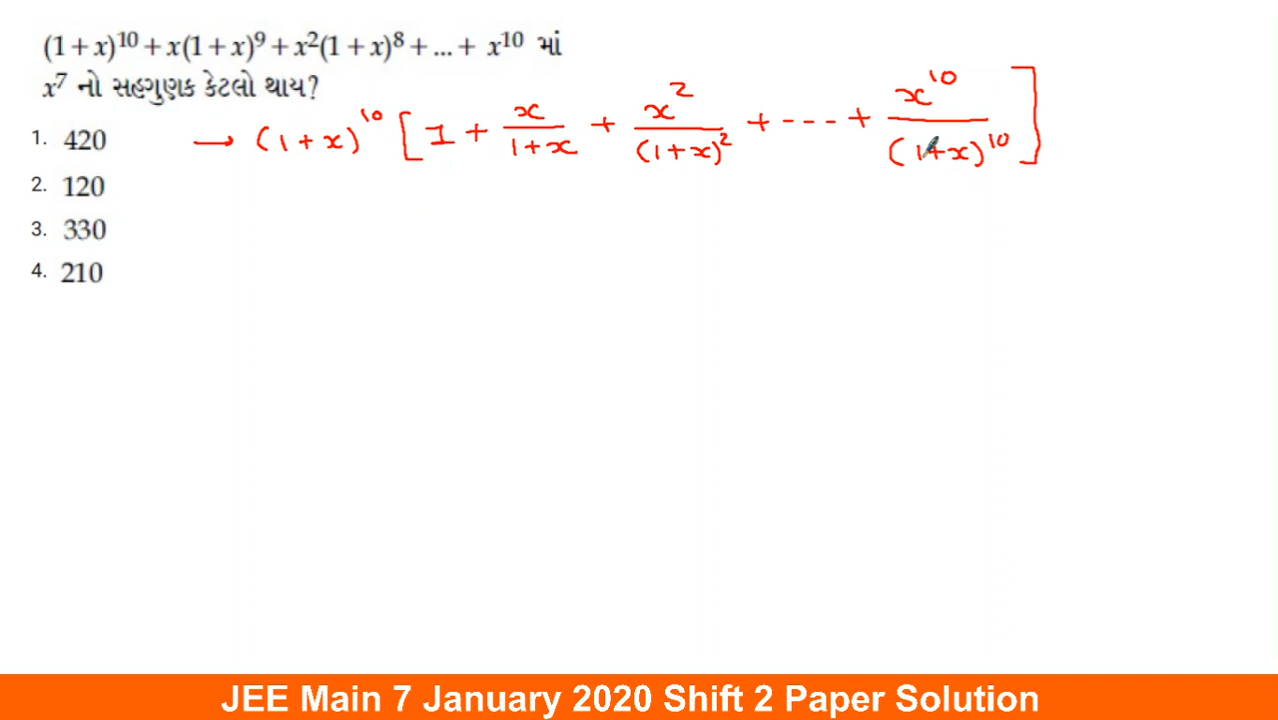 (1+x)¹⁰ + x(1+x)⁹ + x²(1+x)⁸ + ... + x¹⁰ માં
x⁷ નો સહગુણક કેટલો થાય?
→ (1+x)¹⁰ [1 + x/(1+x) + x²/(1+x)² + ---- + x¹⁰/(1+x)¹⁰]
1. 420
2. 120
3. 330
4. 210
JEE Main 7 January 2020 Shift 2 Paper Solution